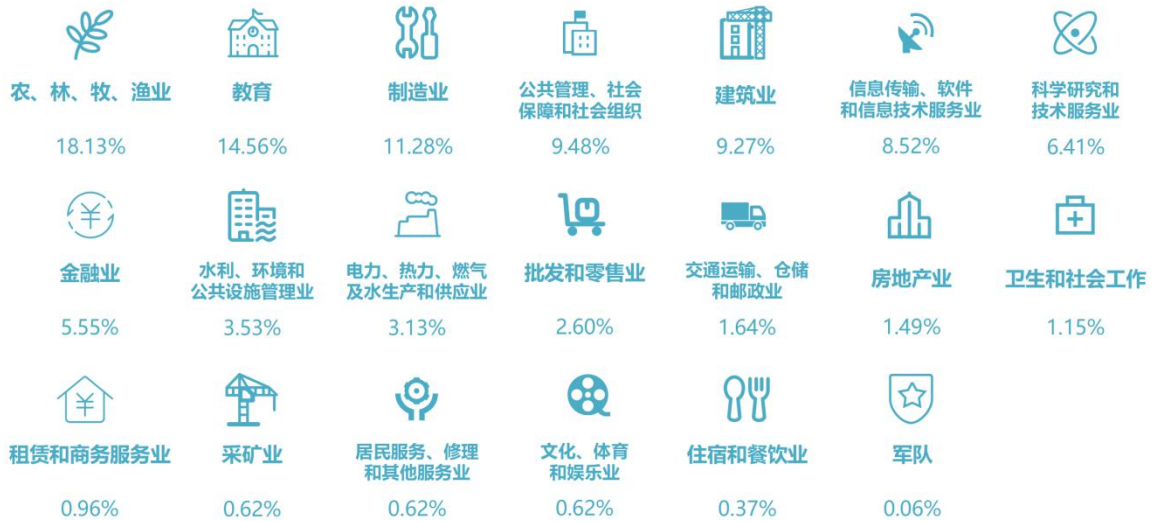 农、林、牧、渔业
教育
制造业
公共管理、社会
保障和社会组织
建筑业
信息传输、软件
和信息技术服务业
科学研究和
技术服务业
18.13%
14.56%
11.28%
9.48%
9.27%
8.52%
6.41%
金融业
水利、环境和
公共设施管理业
电力、热力、燃气
及水生产和供应业
批发和零售业
交通运输、仓储
和邮政业
房地产业
卫生和社会工作
5.55%
3.53%
3.13%
2.60%
1.64%
1.49%
1.15%
租赁和商务服务业
采矿业
居民服务、修理
和其他服务业
文化、体育
和娱乐业
住宿和餐饮业
军队
0.96%
0.62%
0.62%
0.62%
0.37%
0.06%